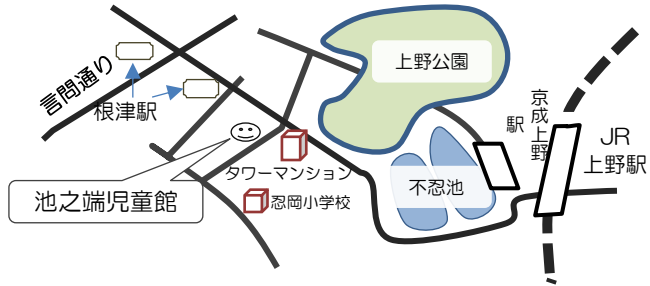 上野公園
言問通り
根津駅
京成上野
駅
JR
上野駅
タワーマンション
不忍池
池之端児童館
忍岡小学校